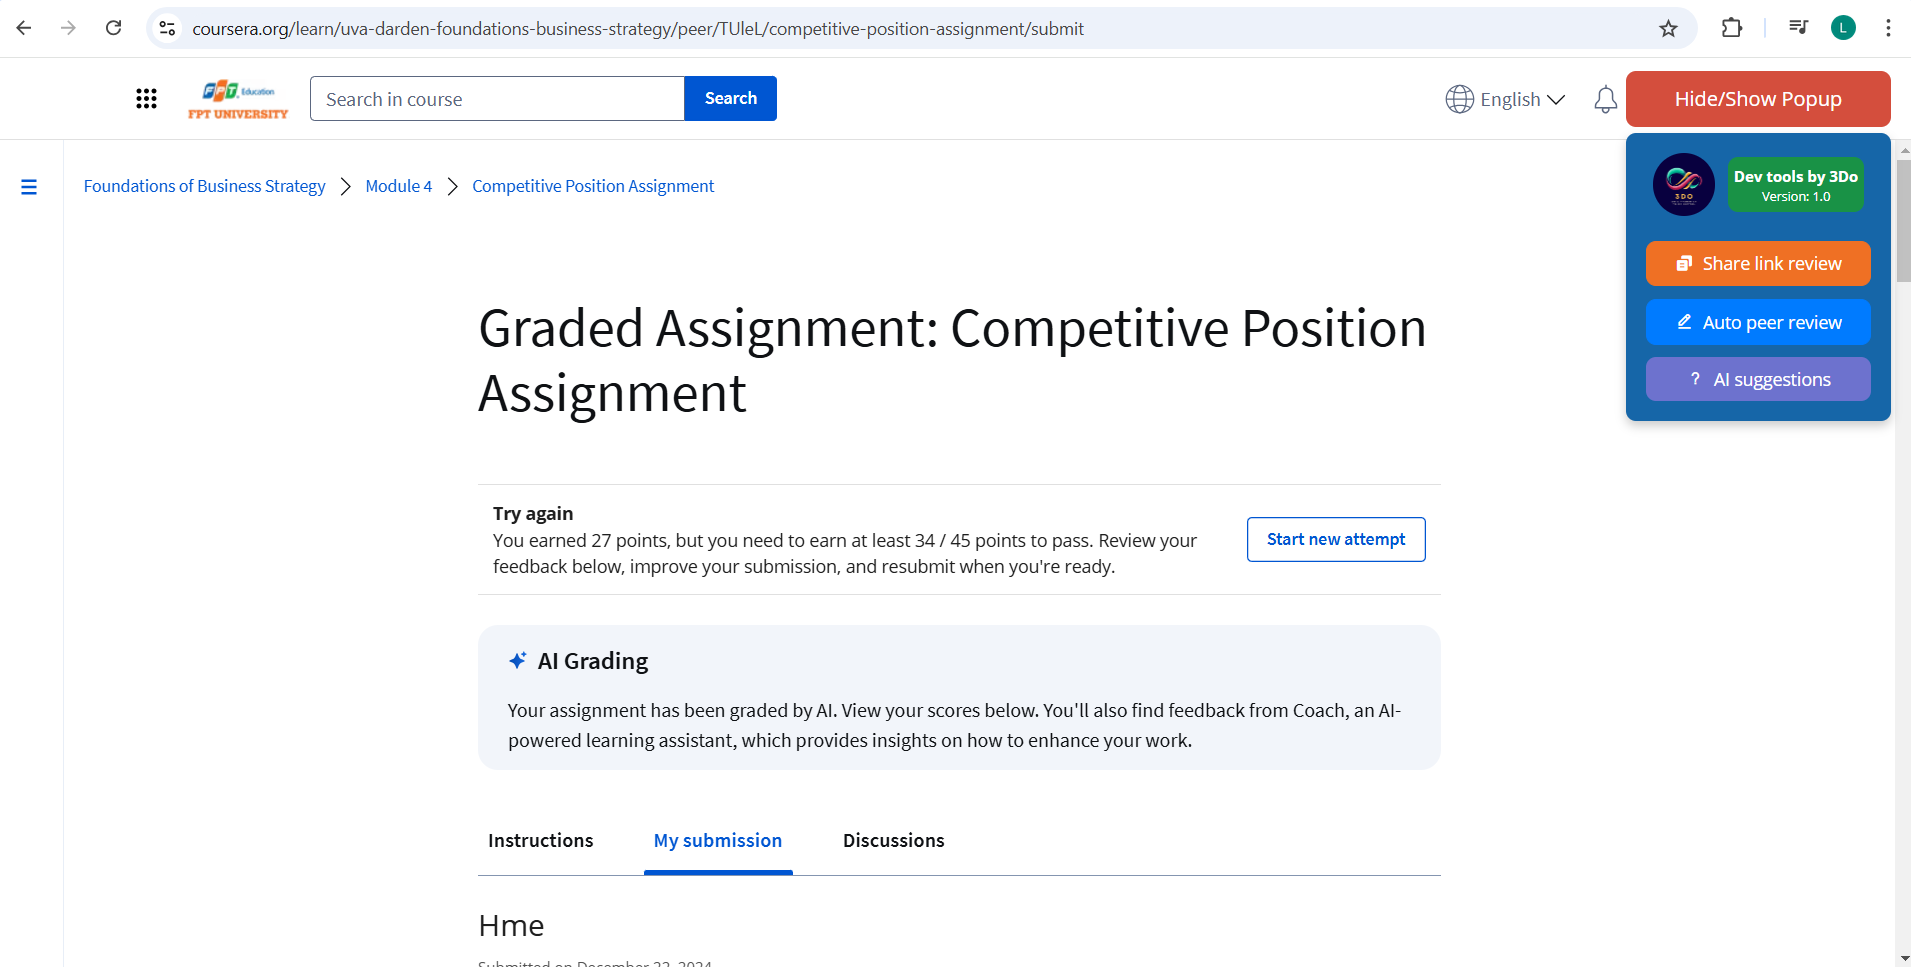 coursera.org/learn/uva-darden-foundations-business-strategy/peer/TUleL/competitive-position-assignment/submit
L
FPT. Education
FPT UNIVERSITY
Search in course
Search
English
Hide/Show Popup
Foundations of Business Strategy
Module 4
Competitive Position Assignment
3DO
Dev tools by 3Do
Version: 1.0
Share link review
Auto peer review
? AI suggestions
Graded Assignment: Competitive Position
Assignment
Try again
You earned 27 points, but you need to earn at least 34 / 45 points to pass. Review your
feedback below, improve your submission, and resubmit when you're ready.
Start new attempt
AI Grading
Your assignment has been graded by AI. View your scores below. You'll also find feedback from Coach, an AI-
powered learning assistant, which provides insights on how to enhance your work.
Instructions
My submission
Discussions
Hme
Submitted on December 22, 2024